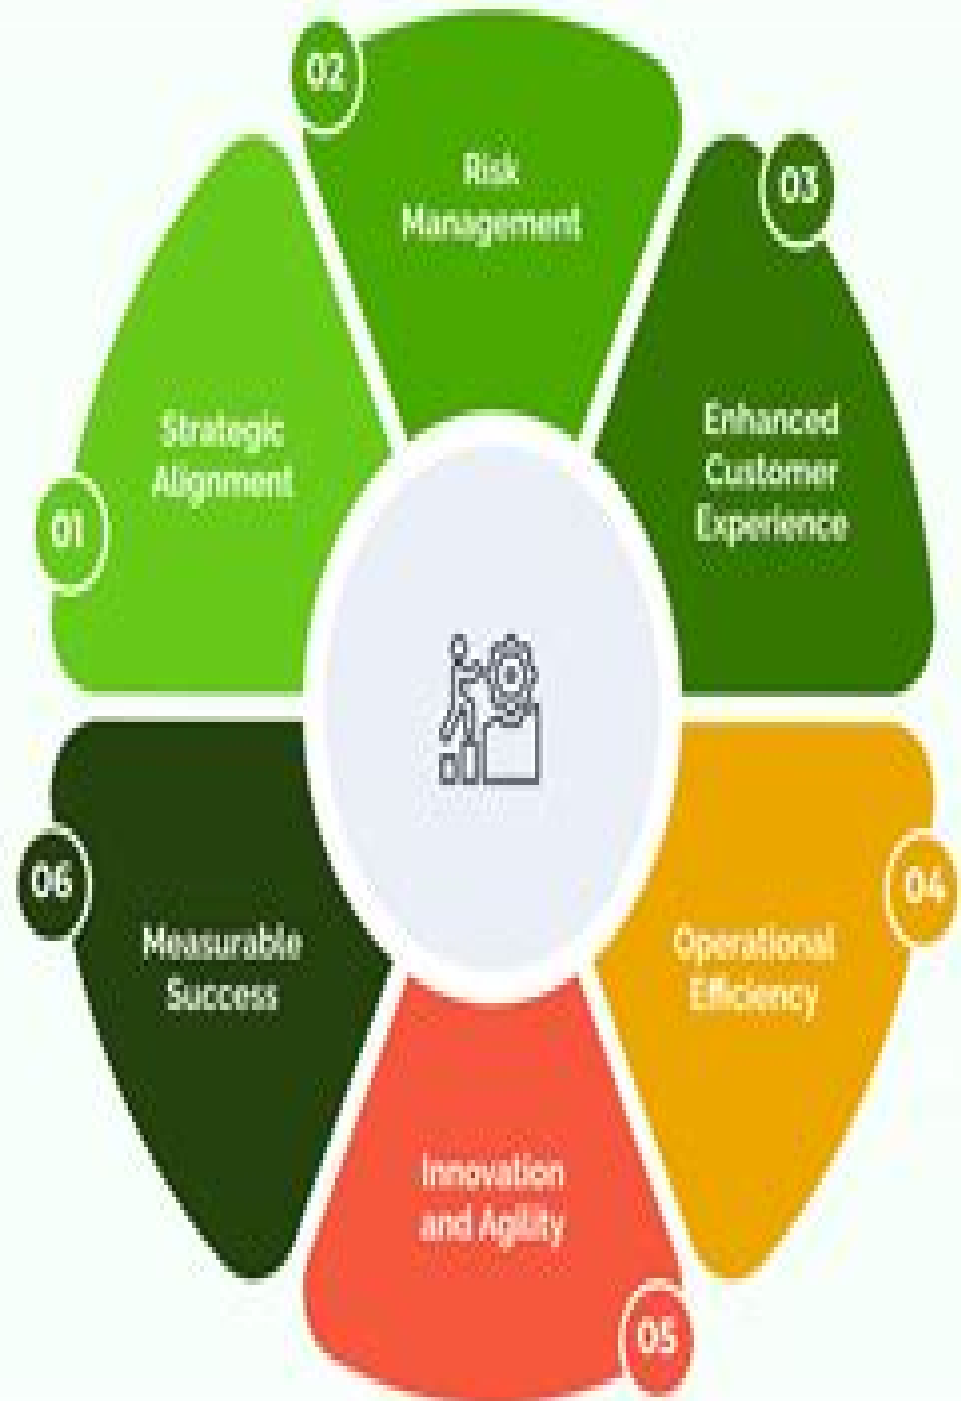 01
Strategic
Alignment
02
Risk
Management
03
Enhanced
Customer
Experience
04
Operational
Efficiency
05
Innovation
and Agility
06
Measurable
Success